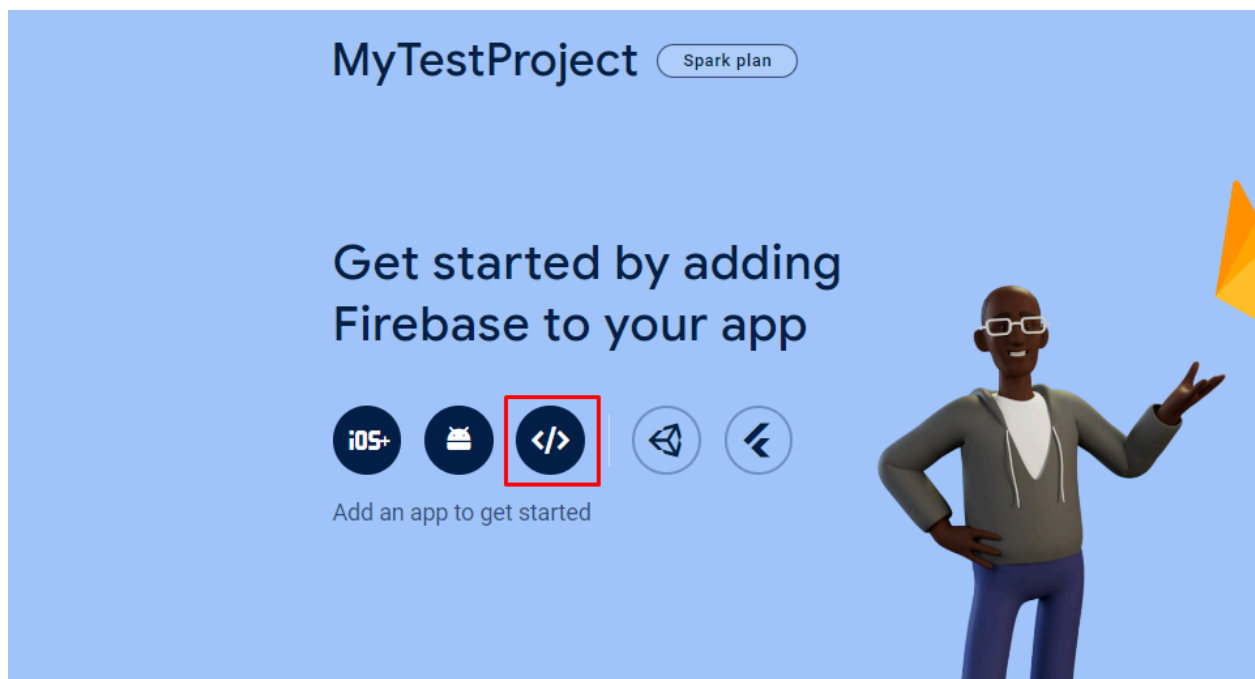 MyTestProject
Spark plan
Get started by adding
Firebase to your app
iOS+
</>
Add an app to get started